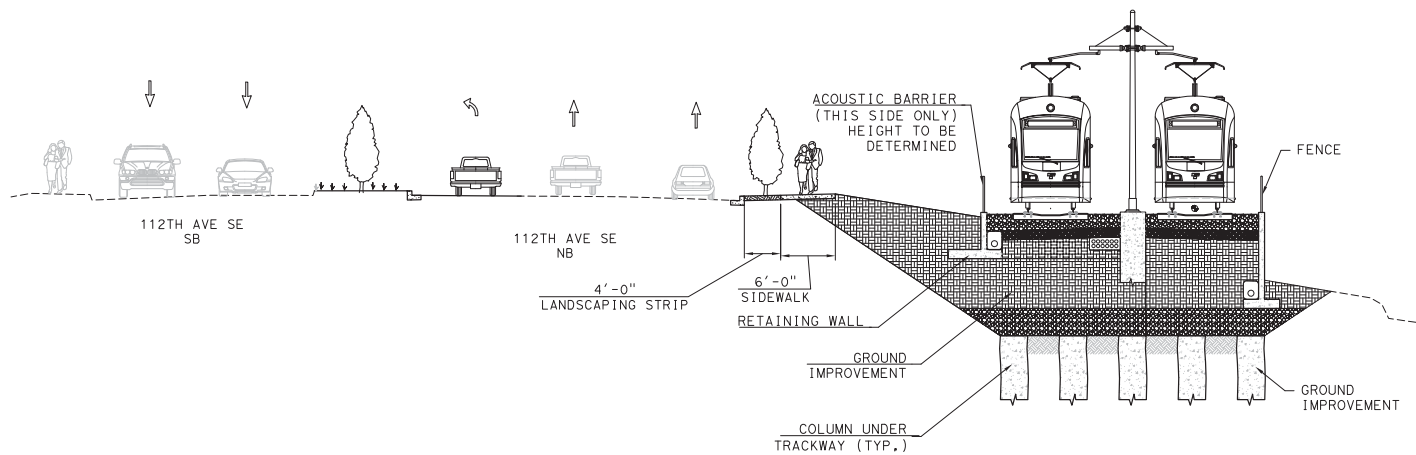 ACOUSTIC BARRIER
(THIS SIDE ONLY)
HEIGHT TO BE
DETERMINED
FENCE
112TH AVE SE
SB
112TH AVE SE
NB
4'-0"
LANDSCAPING STRIP
6'-0"
SIDEWALK
RETAINING WALL
GROUND
IMPROVEMENT
GROUND
IMPROVEMENT
COLUMN UNDER
TRACKWAY (TYP.)